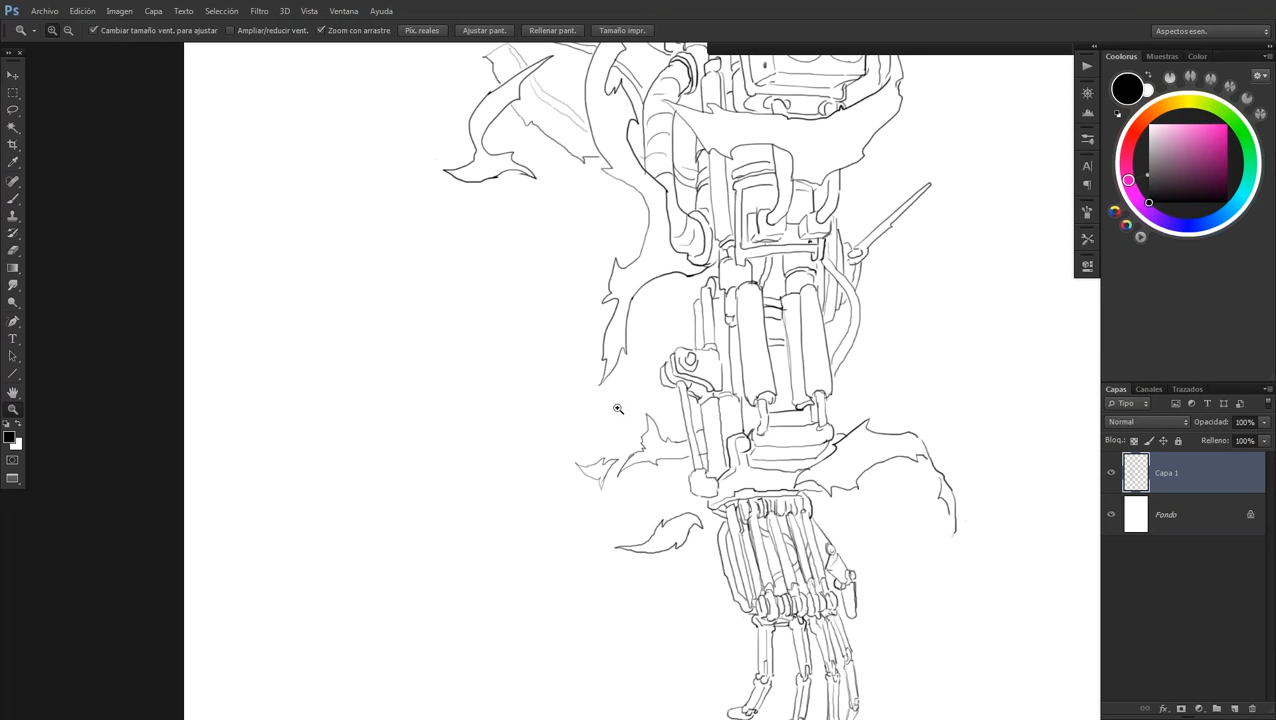 Ps Archivo Edición Imagen Capa Texto Selección Filtro 3D Vista Ventana Ayuda
Cambiar tamaño vent. para ajustar Ampliar/reducir vent. Zoom con arrastre Pix. reales Ajustar pant. Rellenar pant. Tamaño impr. Aspectos esen.
Coolorus Muestras Color
Capas Canales Trazados
Tipo
Normal Opacidad: 100%
Bloq.: Relleno: 100%
Capa 1
Fondo